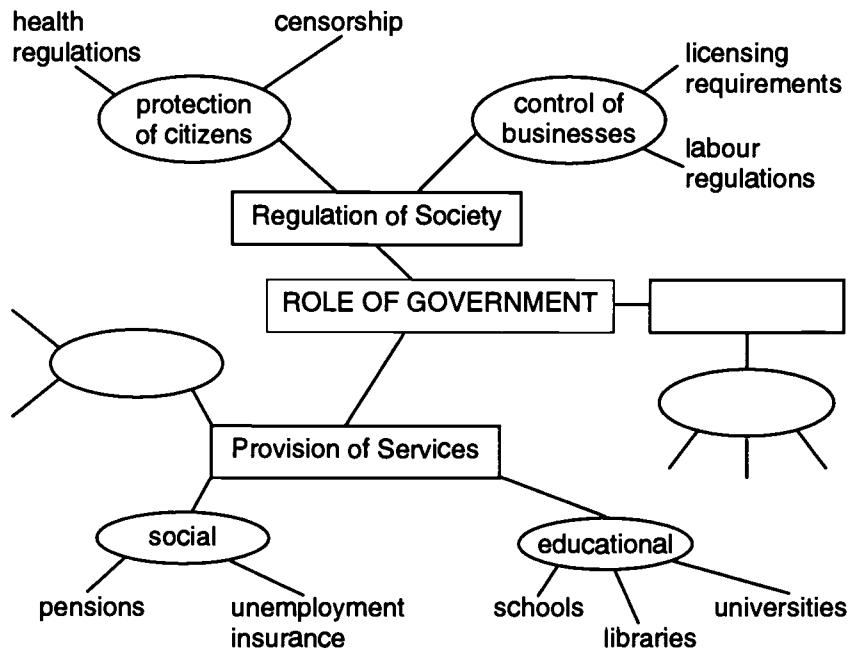 health
regulations
censorship
protection
of citizens
control of
businesses
licensing
requirements
labour
regulations
Regulation of Society
ROLE OF GOVERNMENT
Provision of Services
social
educational
pensions
unemployment
insurance
schools
libraries
universities